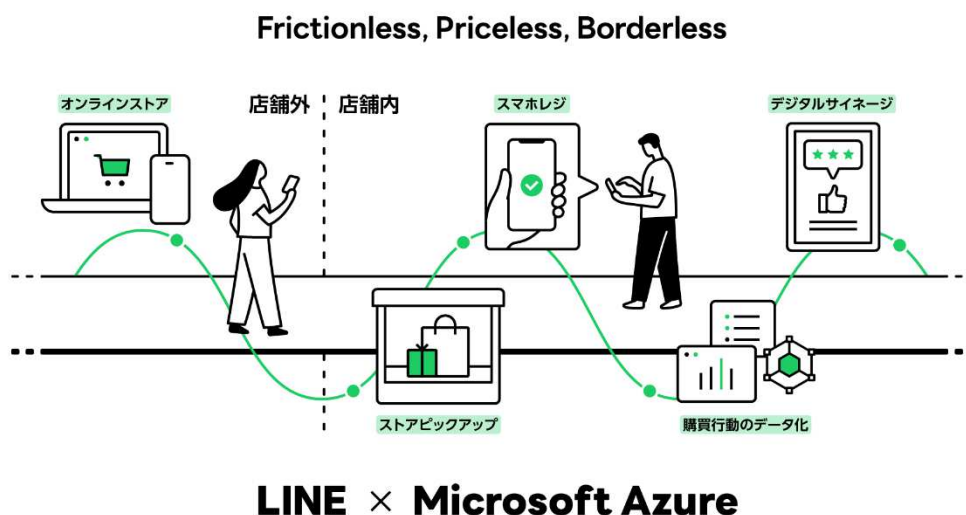 Frictionless, Priceless, Borderless
オンラインストア
店舗外
店舗内
スマホレジ
デジタルサイネージ
ストアピックアップ
購買行動のデータ化
LINE × Microsoft Azure